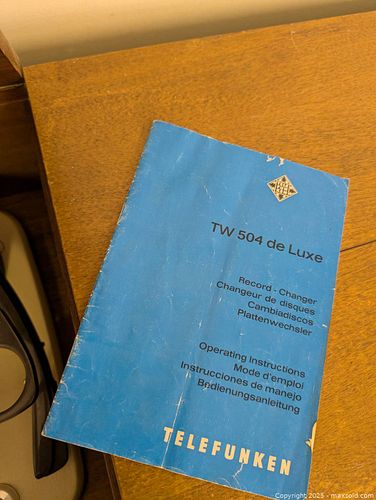 TW 504 de Luxe
Record - Changer
Changeur de disques
Cambiadiscos
Plattenwechsler
Operating Instructions
Mode d'emploi
Instrucciones de manejo
Bedienungsanleitung
TELEFUNKEN
Copyright 2025 - maxsold.com